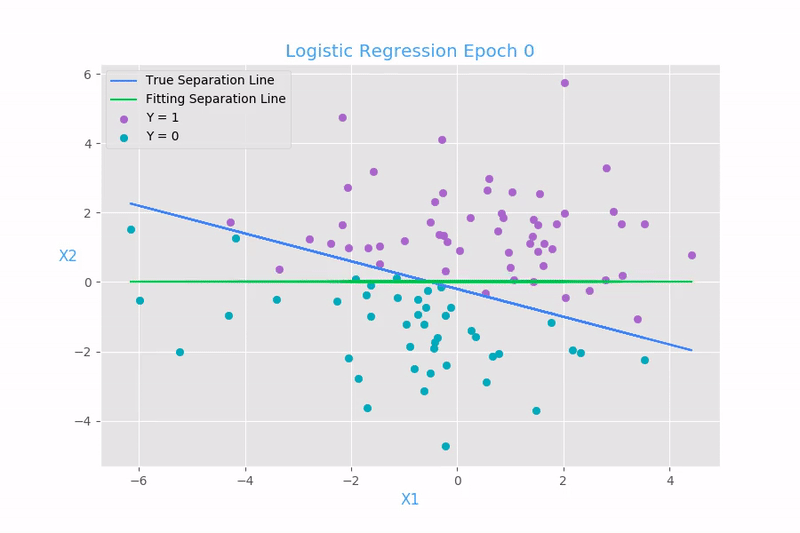 Logistic Regression Epoch 0
True Separation Line
Fitting Separation Line
Y = 1
Y = 0
6
4
2
0
−2
−4
X2
−6
−4
−2
0
2
4
X1